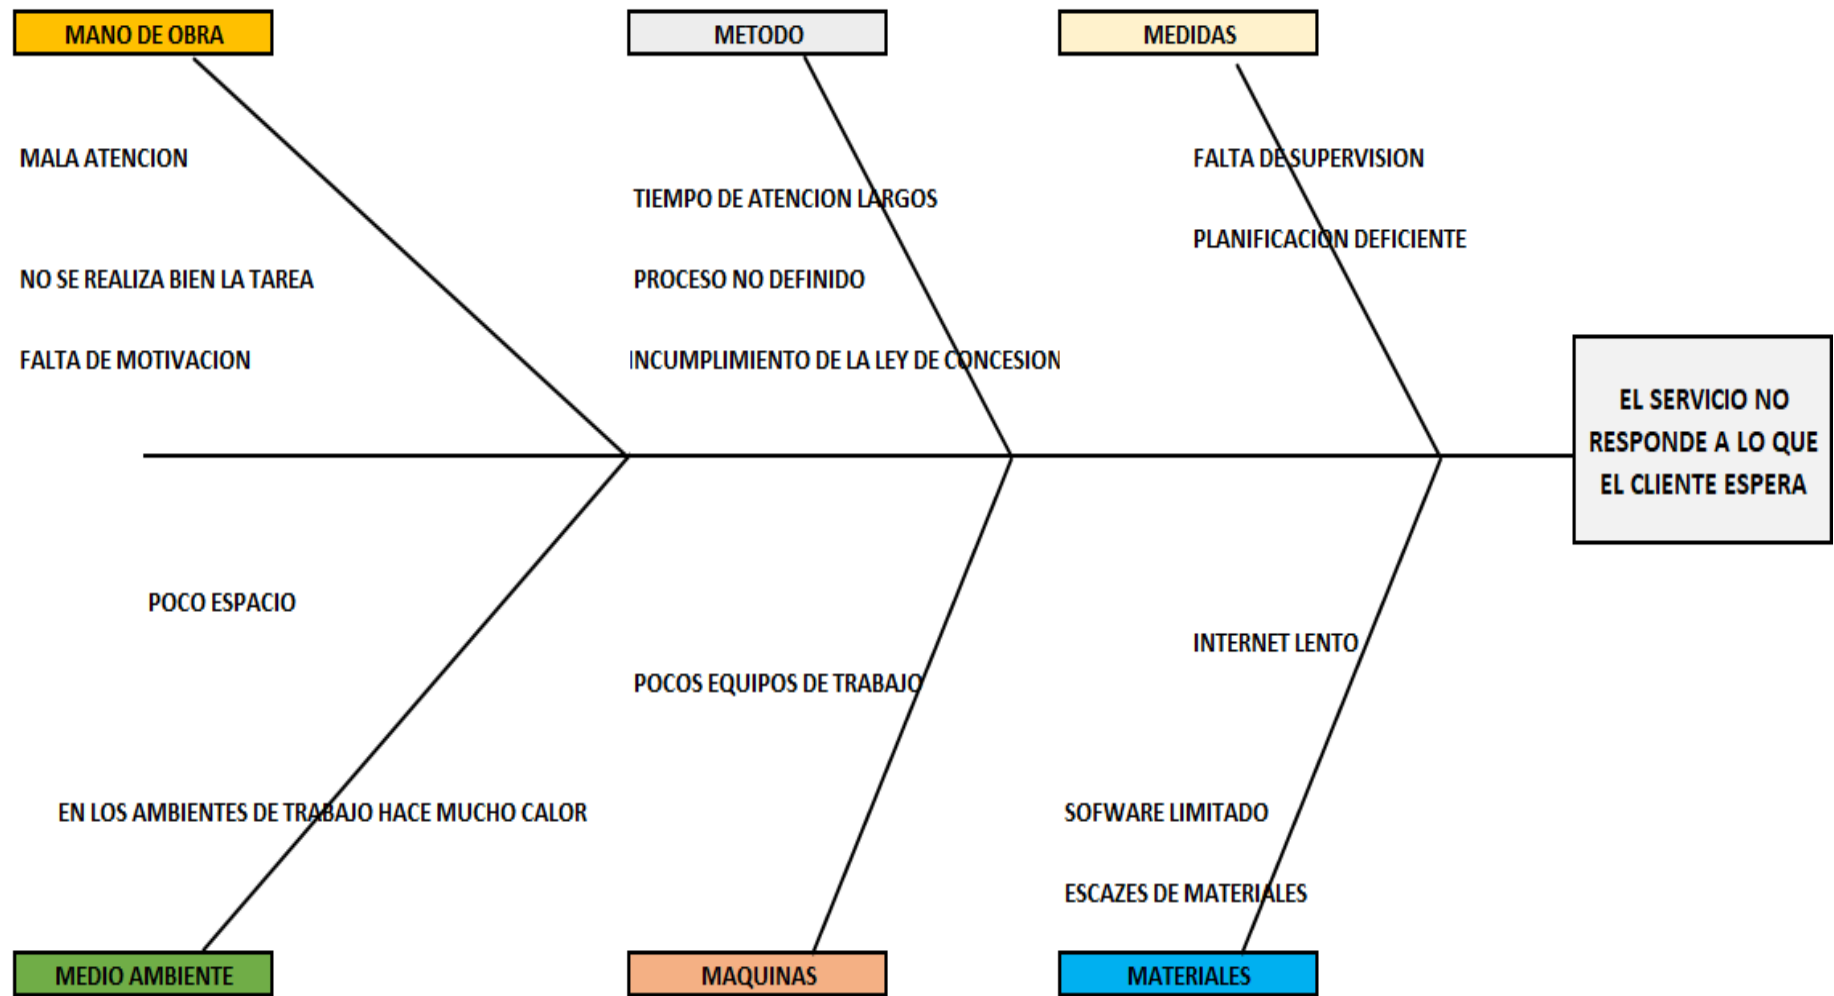 MANO DE OBRA
METODO
MEDIDAS
MALA ATENCION
NO SE REALIZA BIEN LA TAREA
FALTA DE MOTIVACION
TIEMPO DE ATENCION LARGOS
PROCESO NO DEFINIDO
INCUMPLIMIENTO DE LA LEY DE CONCESION
FALTA DE SUPERVISION
PLANIFICACION DEFICIENTE
EL SERVICIO NO
RESPONDE A LO QUE
EL CLIENTE ESPERA
POCO ESPACIO
EN LOS AMBIENTES DE TRABAJO HACE MUCHO CALOR
POCOS EQUIPOS DE TRABAJO
INTERNET LENTO
SOFWARE LIMITADO
ESCAZES DE MATERIALES
MEDIO AMBIENTE
MAQUINAS
MATERIALES